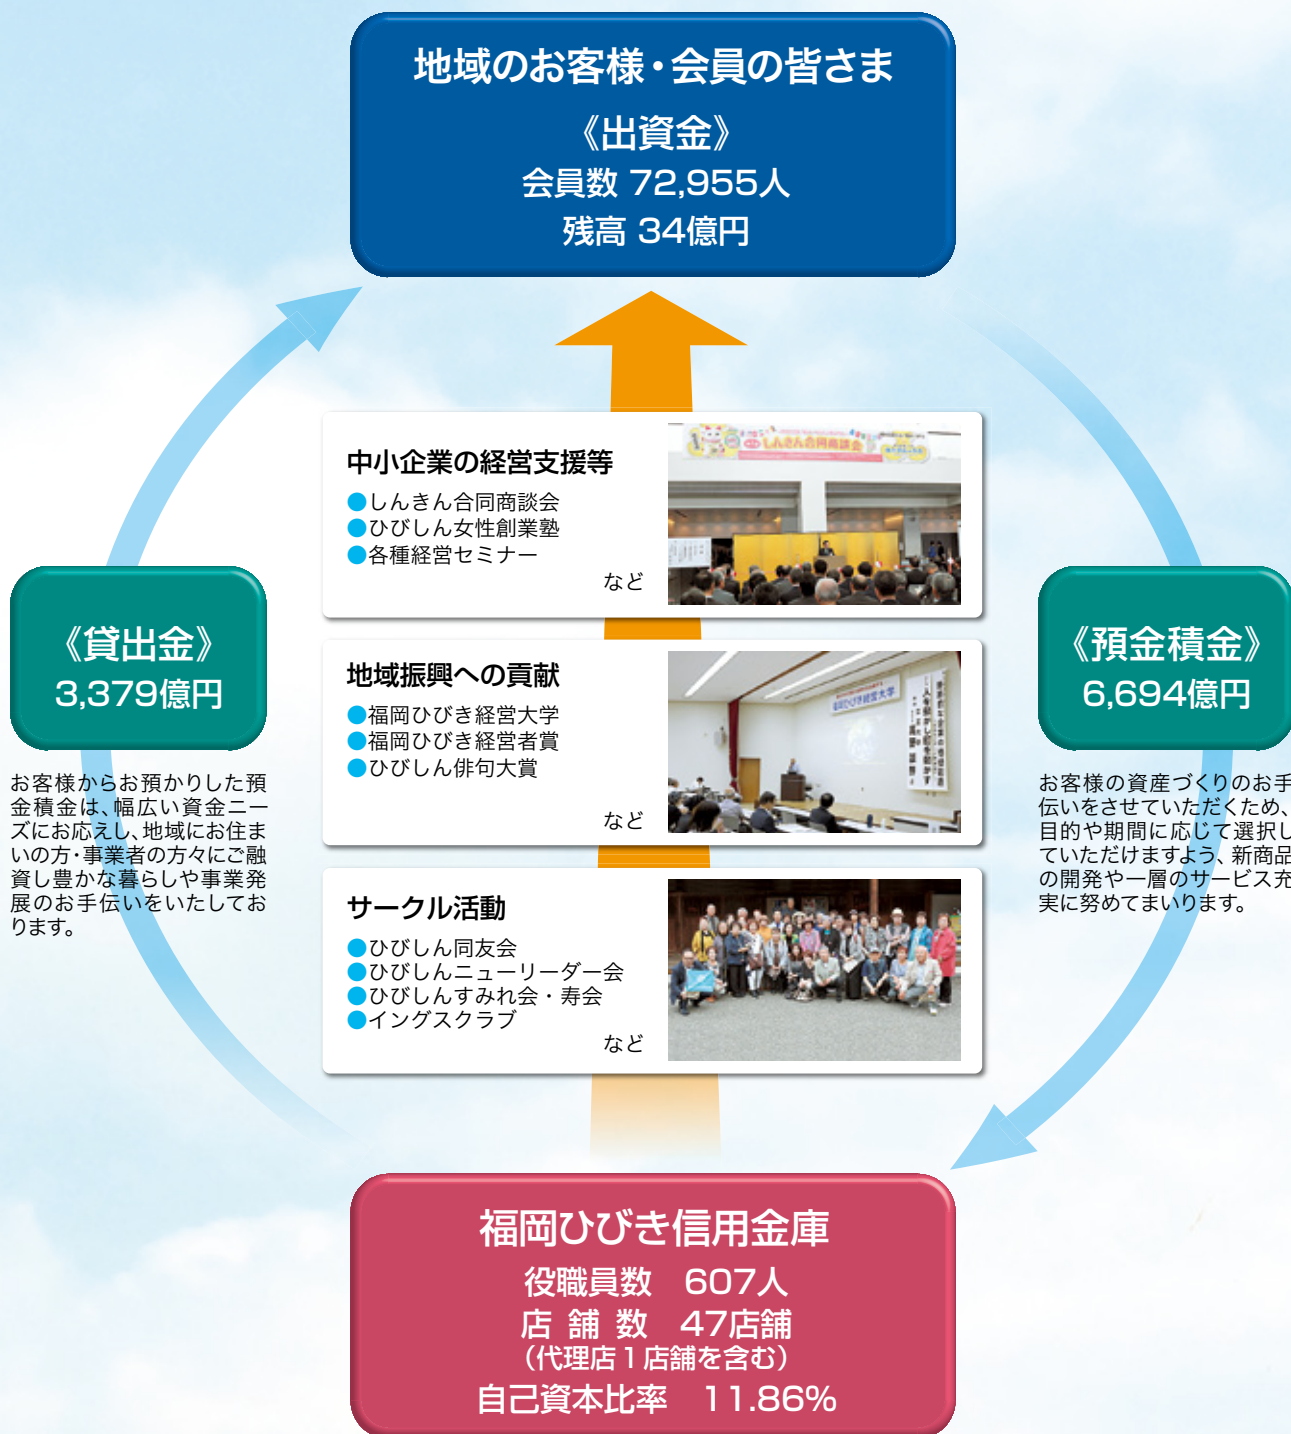 地域のお客様・会員の皆さま
《出資金》
会員数 72,955人
残高 34億円
中小企業の経営支援等
●しんきん合同商談会
●ひびしん女性創業塾
●各種経営セミナー
など
しんきん合同商談会
《貸出金》
3,379億円
お客様からお預かりした預
金積金は、幅広い資金ニー
ズにお応えし、地域にお住ま
いの方・事業者の方々にご融
資し豊かな暮らしや事業発
展のお手伝いをいたしてお
ります。
地域振興への貢献
●福岡ひびき経営大学
●福岡ひびき経営者賞
●ひびしん俳句大賞
など
福岡ひびき経営大学
《預金積金》
6,694億円
お客様の資産づくりのお手
伝いをさせていただくため、
目的や期間に応じて選択し
ていただけますよう、新商品
の開発や一層のサービス充
実に努めてまいります。
サークル活動
●ひびしん同友会
●ひびしんニューリーダー会
●ひびしんすみれ会・寿会
●イングスクラブ
など
福岡ひびき信用金庫
役職員数　607人
店 舗 数　47店舗
（代理店１店舗を含む）
自己資本比率　11.86%